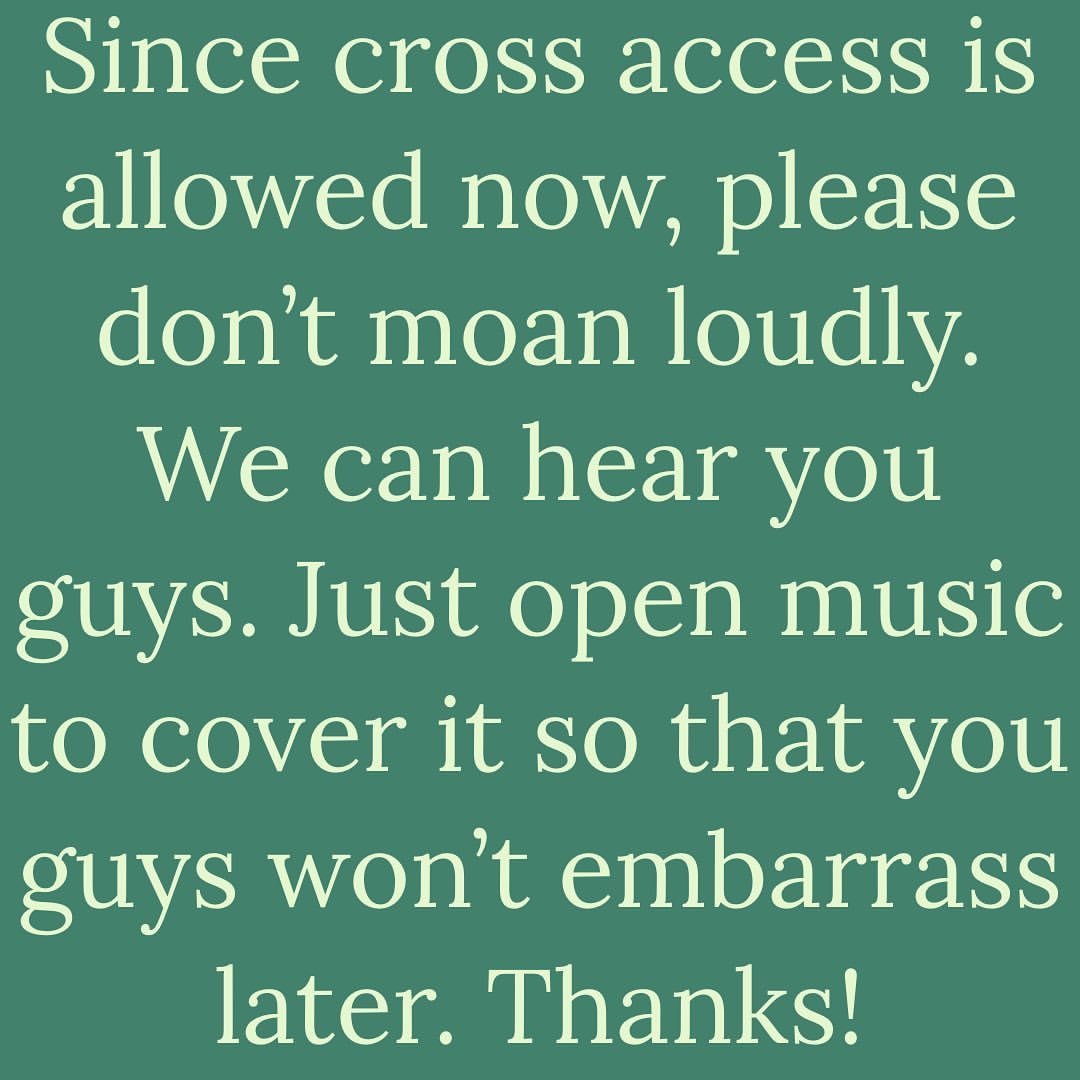 Since cross access is
allowed now, please
don’t moan loudly.
We can hear you
guys. Just open music
to cover it so that you
guys won’t embarrass
later. Thanks!